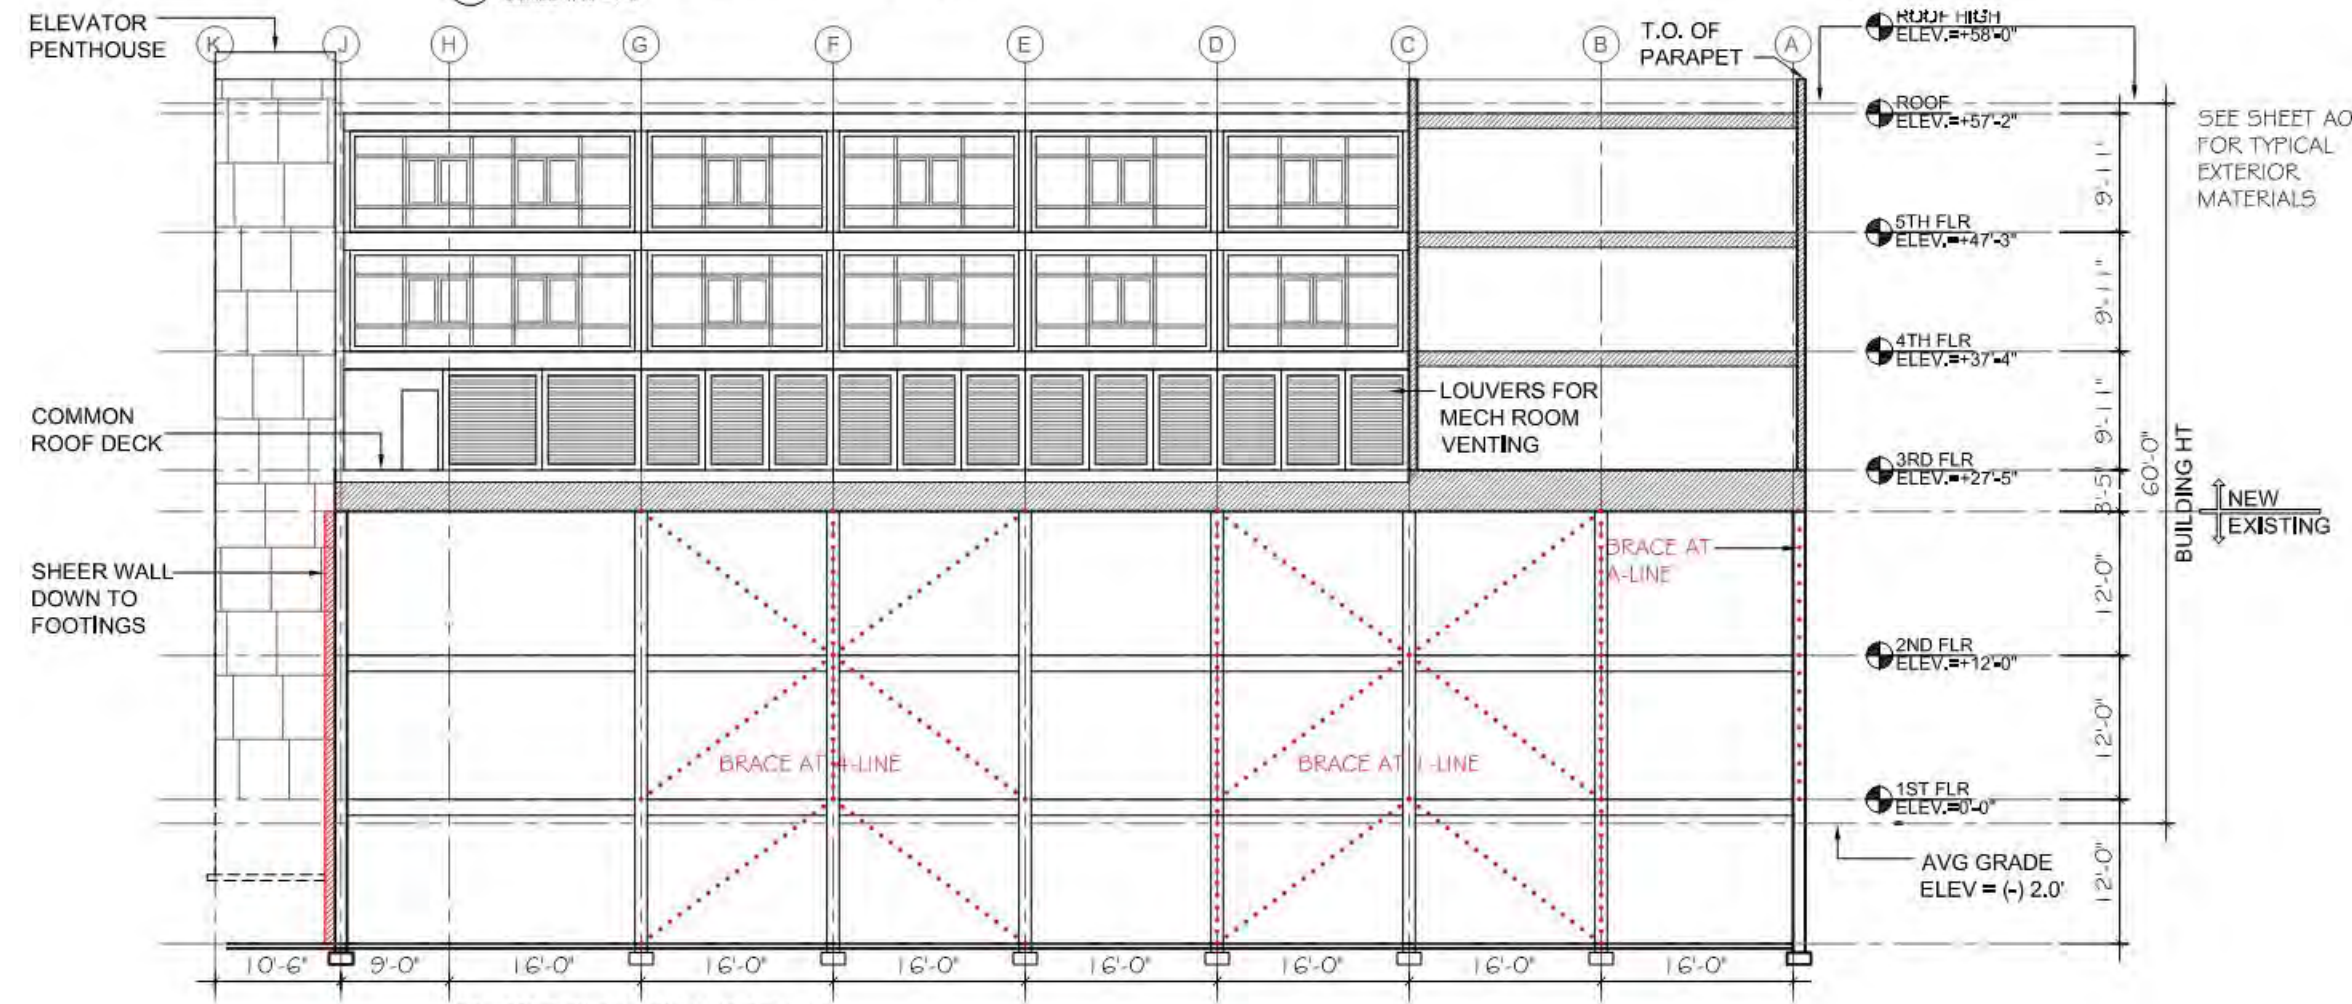 ELEVATOR
PENTHOUSE
K
J
H
G
F
E
D
C
B
A
T.O. OF
PARAPET
ROOF HIGH
ELEV.=+58'-0"
ROOF
ELEV.=+57'-2"
SEE SHEET AO
FOR TYPICAL
EXTERIOR
MATERIALS
9'-11"
5TH FLR
ELEV.=+47'-3"
9'-11"
4TH FLR
ELEV.=+37'-4"
LOUVERS FOR
MECH ROOM
VENTING
COMMON
ROOF DECK
9'-11"
3RD FLR
ELEV.=+27'-5"
3'-5"
60'-0"
BUILDING HT
NEW
EXISTING
SHEER WALL
DOWN TO
FOOTINGS
BRACE AT
A-LINE
12'-0"
2ND FLR
ELEV.=+12'-0"
12'-0"
BRACE AT 4-LINE
BRACE AT 1-LINE
1ST FLR
ELEV.=0'-0"
AVG GRADE
ELEV = (-) 2.0'
12'-0"
10'-6"
9'-0"
16'-0"
16'-0"
16'-0"
16'-0"
16'-0"
16'-0"
16'-0"